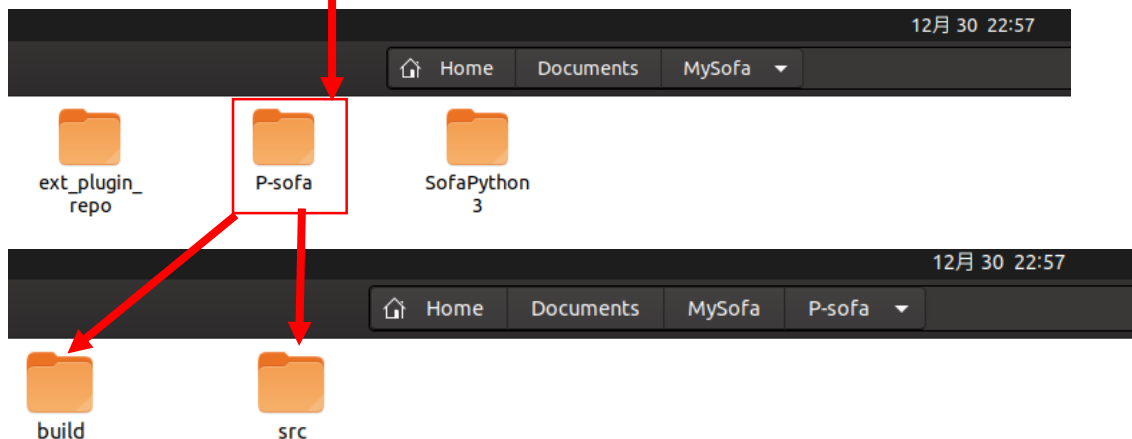 12月 30 22:57
Home Documents MySofa
ext_plugin_
repo
P-sofa
SofaPython
3
12月 30 22:57
Home Documents MySofa P-sofa
build
src